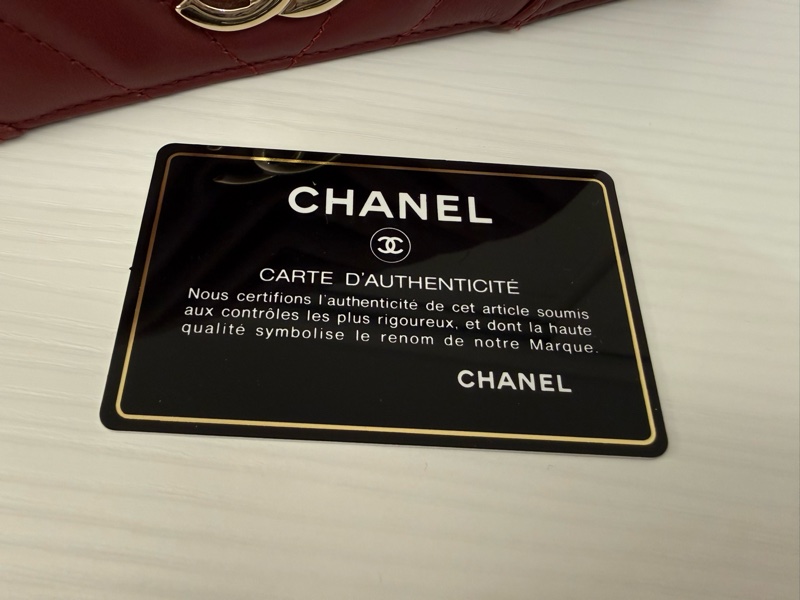 CHANEL
CARTE D'AUTHENTICITÉ
Nous certifions l'authenticité de cet article soumis
aux contrôles les plus rigoureux, et dont la haute
qualité symbolise le renom de notre Marque.
CHANEL